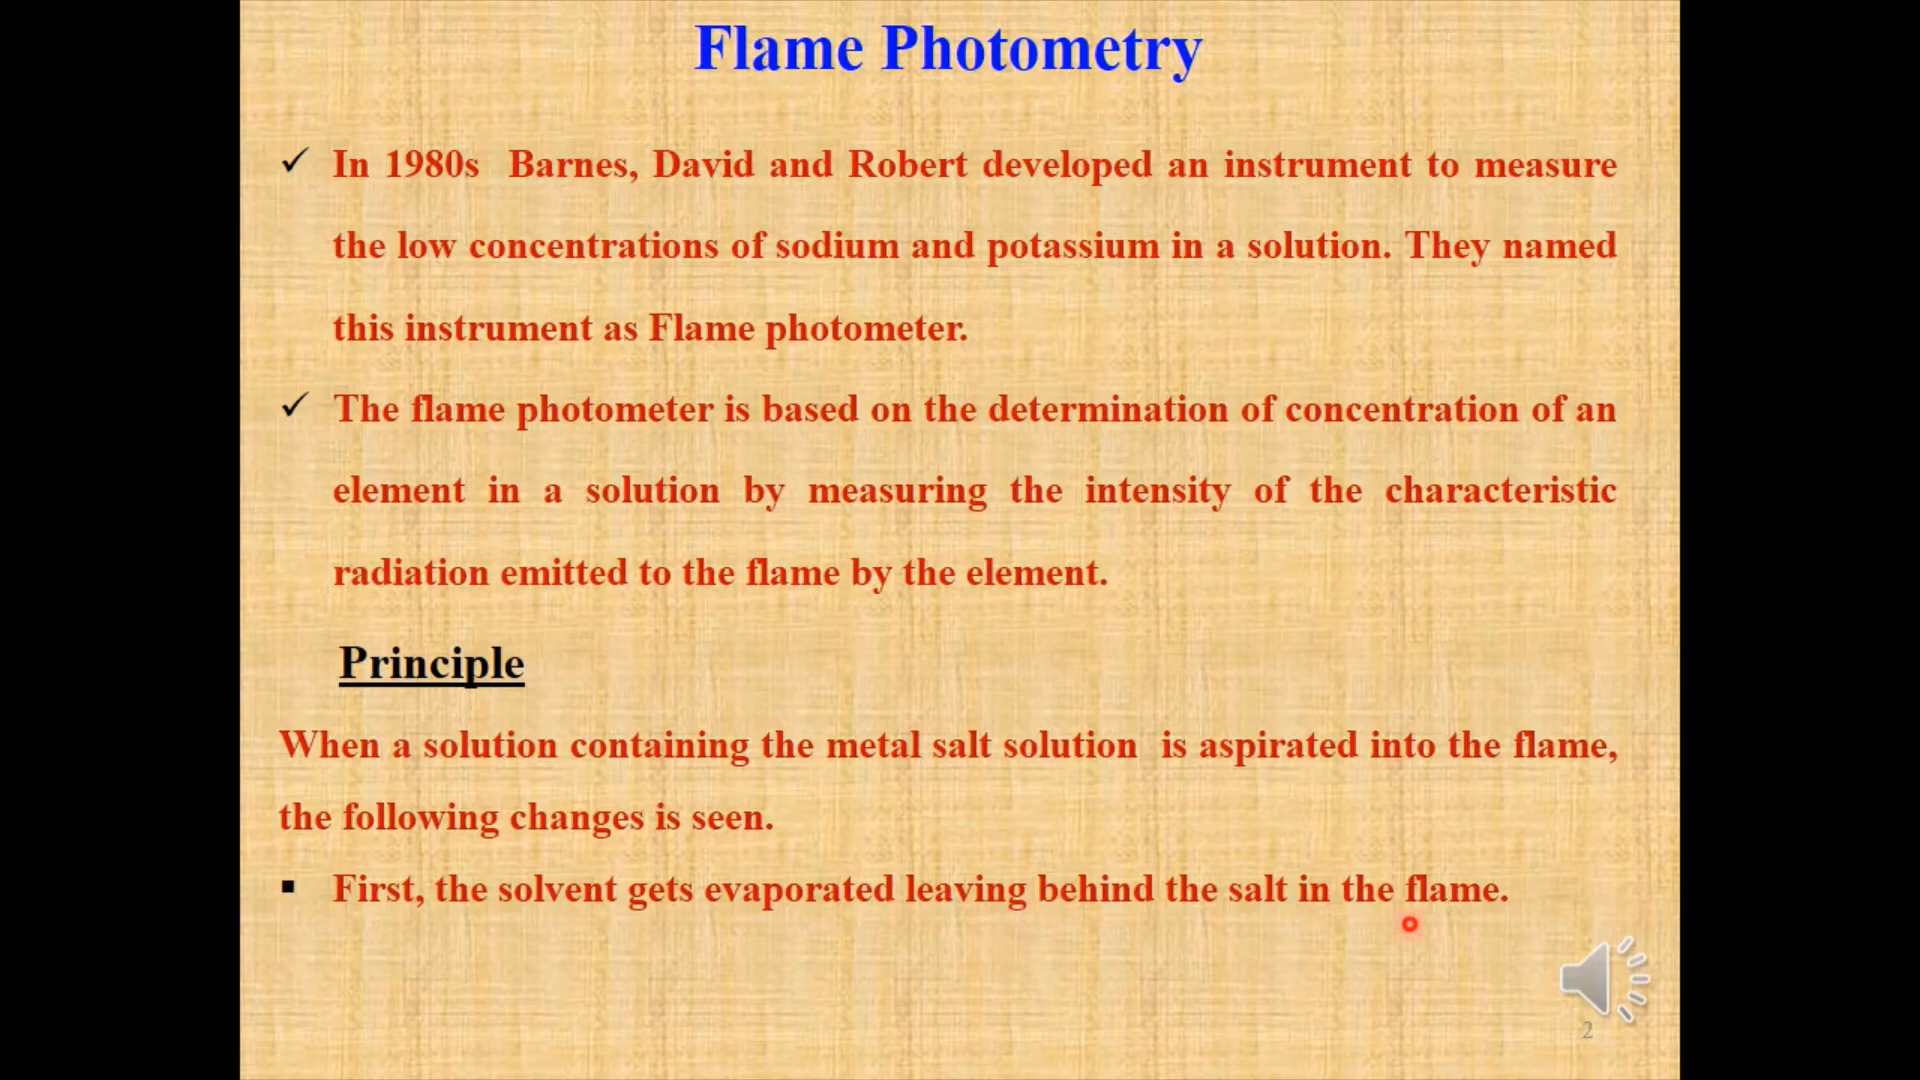 Flame Photometry
✓ In 1980s Barnes, David and Robert developed an instrument to measure
the low concentrations of sodium and potassium in a solution. They named
this instrument as Flame photometer.
✓ The flame photometer is based on the determination of concentration of an
element in a solution by measuring the intensity of the characteristic
radiation emitted to the flame by the element.
Principle
When a solution containing the metal salt solution is aspirated into the flame,
the following changes is seen.
▪ First, the solvent gets evaporated leaving behind the salt in the flame.
2